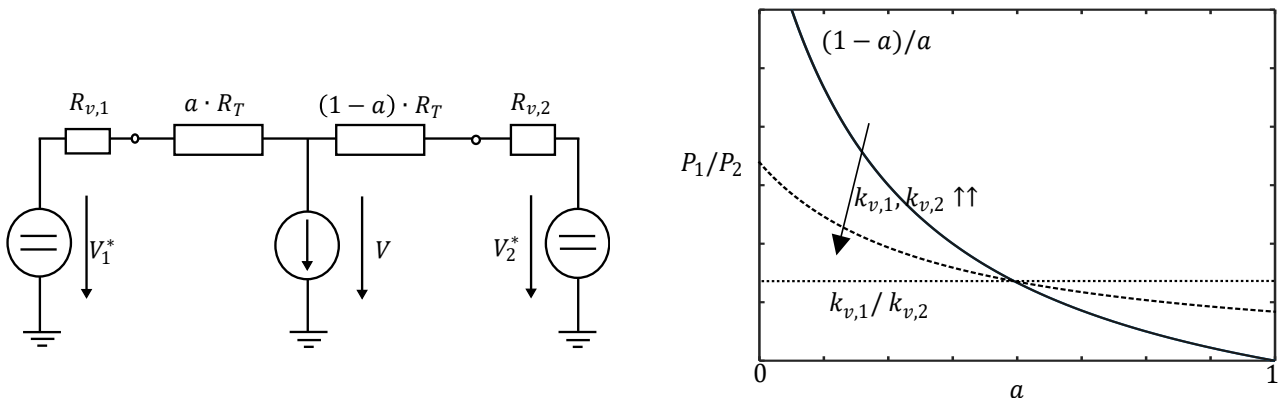 R_{v,1}
a · R_T
(1 − a) · R_T
R_{v,2}
V_1^*
V
V_2^*
(1 − a)/a
P_1/P_2
k_{v,1}, k_{v,2} ↑↑
k_{v,1}/ k_{v,2}
0
1
a